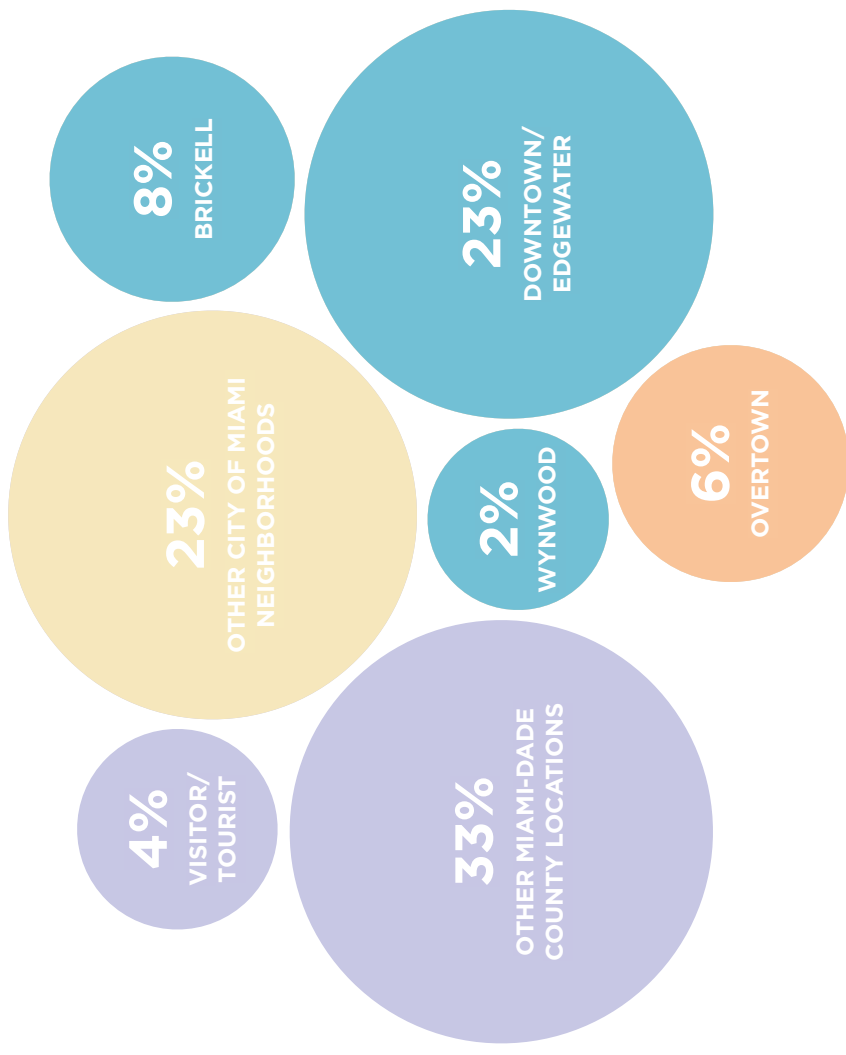 4%
VISITOR/
TOURIST
23%
OTHER CITY OF MIAMI
NEIGHBORHOODS
8%
BRICKELL
33%
OTHER MIAMI-DADE
COUNTY LOCATIONS
2%
WYNWOOD
23%
DOWNTOWN/
EDGEWATER
6%
OVERTOWN